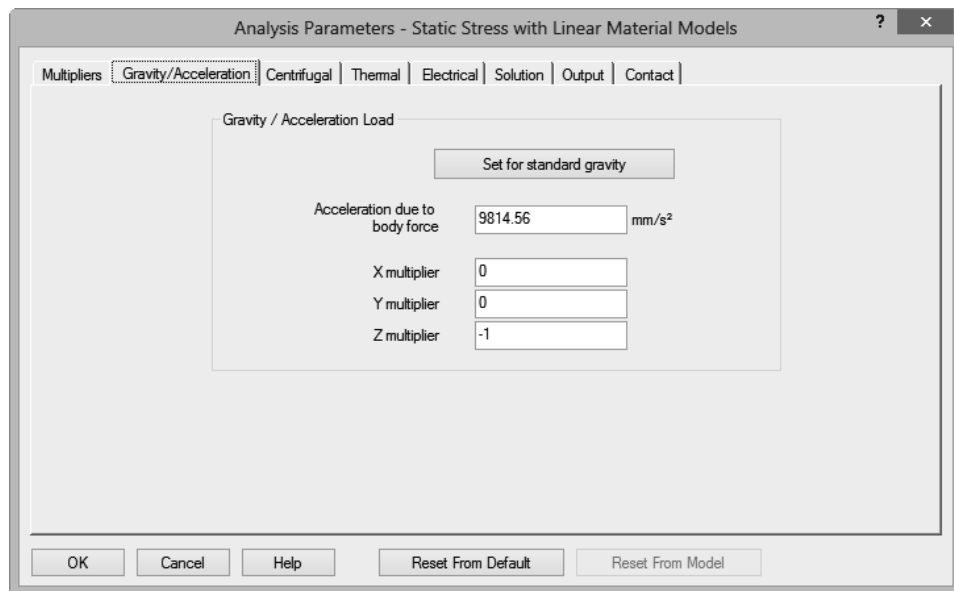 Analysis Parameters - Static Stress with Linear Material Models ? ×
Multipliers Gravity/Acceleration Centrifugal Thermal Electrical Solution Output Contact
Gravity / Acceleration Load
Set for standard gravity
Acceleration due to
body force 9814.56 mm/s²
X multiplier 0
Y multiplier 0
Z multiplier -1
OK Cancel Help Reset From Default Reset From Model